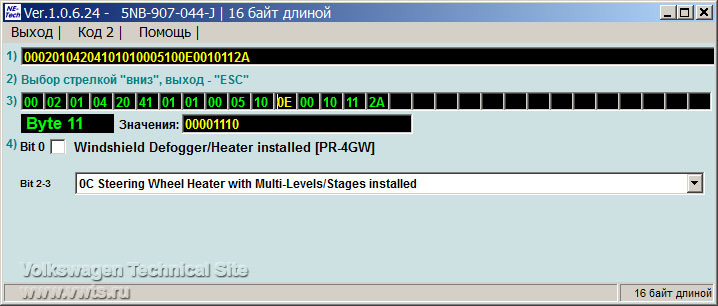 NE-Tech Ver.1.0.6.24 - 5NB-907-044-J | 16 байт длиной
Выход | Код 2 | Помощь |
1) 00020104204101010005100E0010112A
2) Выбор стрелкой "вниз", выход - "ESC"
3) 00 02 01 04 20 41 01 01 00 05 10 0E 00 10 11 2A
Byte 11 Значения: 00001110
4) Bit 0 Windshield Defogger/Heater installed [PR-4GW]
Bit 2-3 0C Steering Wheel Heater with Multi-Levels/Stages installed
Volkswagen Technical Site
www.vwts.ru
16 байт длиной